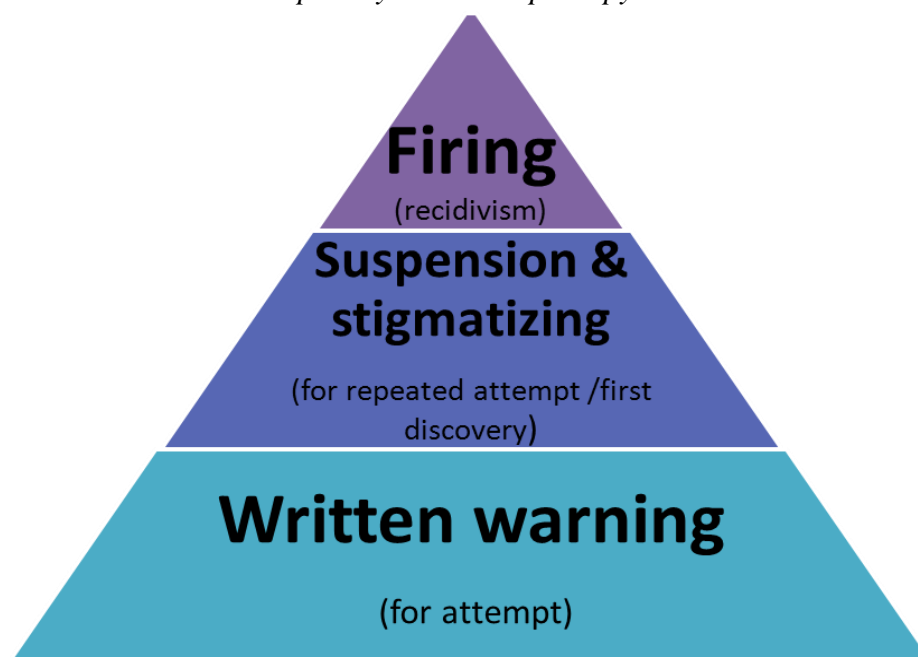 Firing
(recidivism)
Suspension &
stigmatizing
(for repeated attempt /first
discovery)
Written warning
(for attempt)